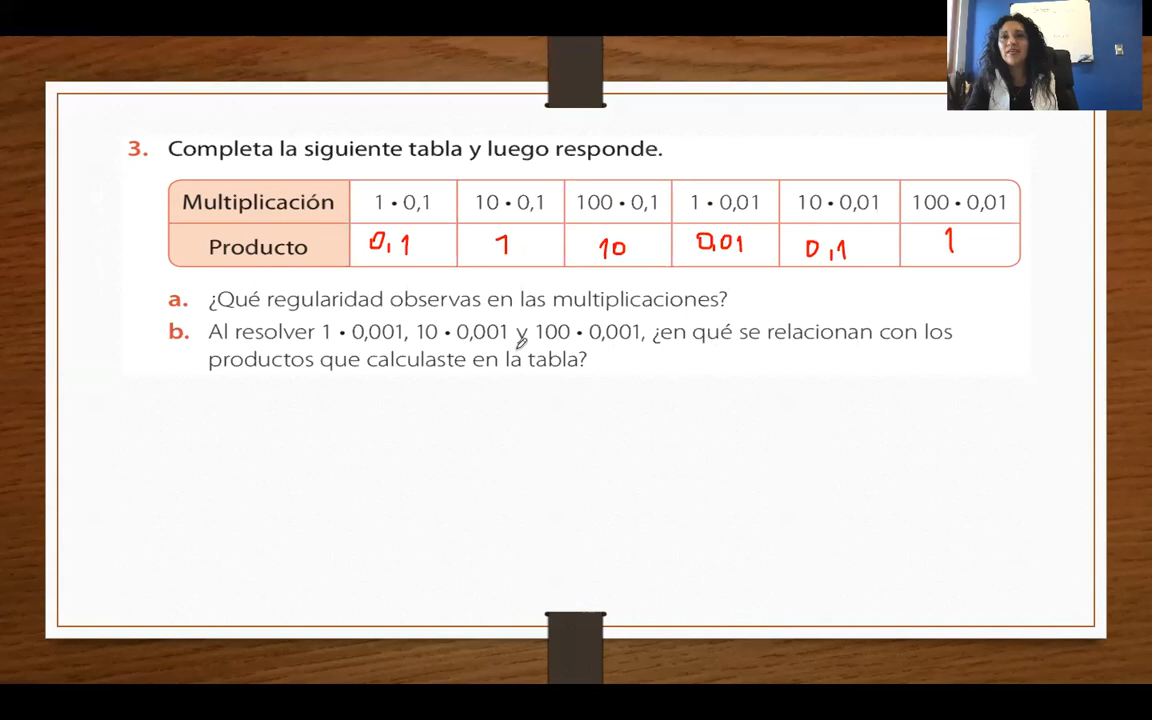 3. Completa la siguiente tabla y luego responde.
Multiplicación 1 • 0,1 10 • 0,1 100 • 0,1 1 • 0,01 10 • 0,01 100 • 0,01
Producto 0,1 1 10 0,01 0,1 1
a. ¿Qué regularidad observas en las multiplicaciones?
b. Al resolver 1 • 0,001, 10 • 0,001 y 100 • 0,001, ¿en qué se relacionan con los
productos que calculaste en la tabla?